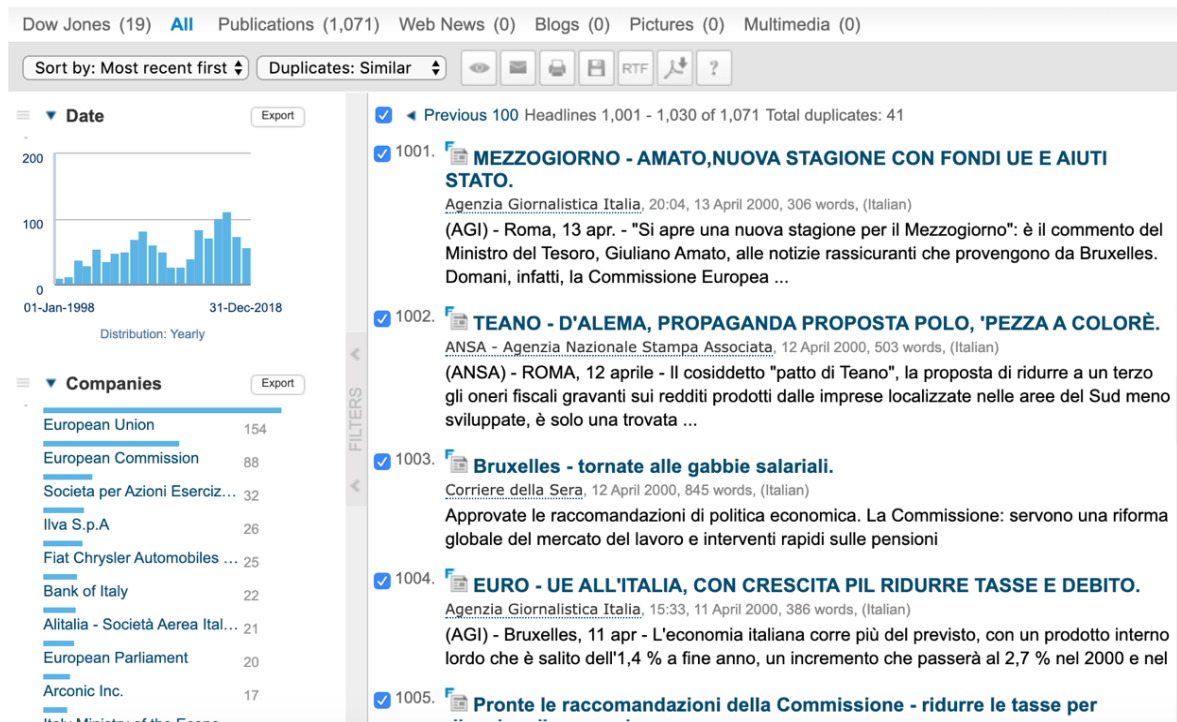 Dow Jones (19) All Publications (1,071) Web News (0) Blogs (0) Pictures (0) Multimedia (0)
Sort by: Most recent first Duplicates: Similar RTF ?
Date Export
200
100
0
01-Jan-1998 31-Dec-2018
Distribution: Yearly
Companies Export
European Union 154
European Commission 88
Societa per Azioni Eserciz... 32
Ilva S.p.A 26
Fiat Chrysler Automobiles ... 25
Bank of Italy 22
Alitalia - Società Aerea Ital... 21
European Parliament 20
Arconic Inc. 17
FILTERS
Previous 100 Headlines 1,001 - 1,030 of 1,071 Total duplicates: 41
1001. MEZZOGIORNO - AMATO,NUOVA STAGIONE CON FONDI UE E AIUTI
STATO.
Agenzia Giornalistica Italia, 20:04, 13 April 2000, 306 words, (Italian)
(AGI) - Roma, 13 apr. - "Si apre una nuova stagione per il Mezzogiorno": è il commento del
Ministro del Tesoro, Giuliano Amato, alle notizie rassicuranti che provengono da Bruxelles.
Domani, infatti, la Commissione Europea ...
1002. TEANO - D'ALEMA, PROPAGANDA PROPOSTA POLO, 'PEZZA A COLORÈ.
ANSA - Agenzia Nazionale Stampa Associata, 12 April 2000, 503 words, (Italian)
(ANSA) - ROMA, 12 aprile - Il cosiddetto "patto di Teano", la proposta di ridurre a un terzo
gli oneri fiscali gravanti sui redditi prodotti dalle imprese localizzate nelle aree del Sud meno
sviluppate, è solo una trovata ...
1003. Bruxelles - tornate alle gabbie salariali.
Corriere della Sera, 12 April 2000, 845 words, (Italian)
Approvate le raccomandazioni di politica economica. La Commissione: servono una riforma
globale del mercato del lavoro e interventi rapidi sulle pensioni
1004. EURO - UE ALL'ITALIA, CON CRESCITA PIL RIDURRE TASSE E DEBITO.
Agenzia Giornalistica Italia, 15:33, 11 April 2000, 386 words, (Italian)
(AGI) - Bruxelles, 11 apr - L'economia italiana corre più del previsto, con un prodotto interno
lordo che è salito dell'1,4 % a fine anno, un incremento che passerà al 2,7 % nel 2000 e nel
1005. Pronte le raccomandazioni della Commissione - ridurre le tasse per